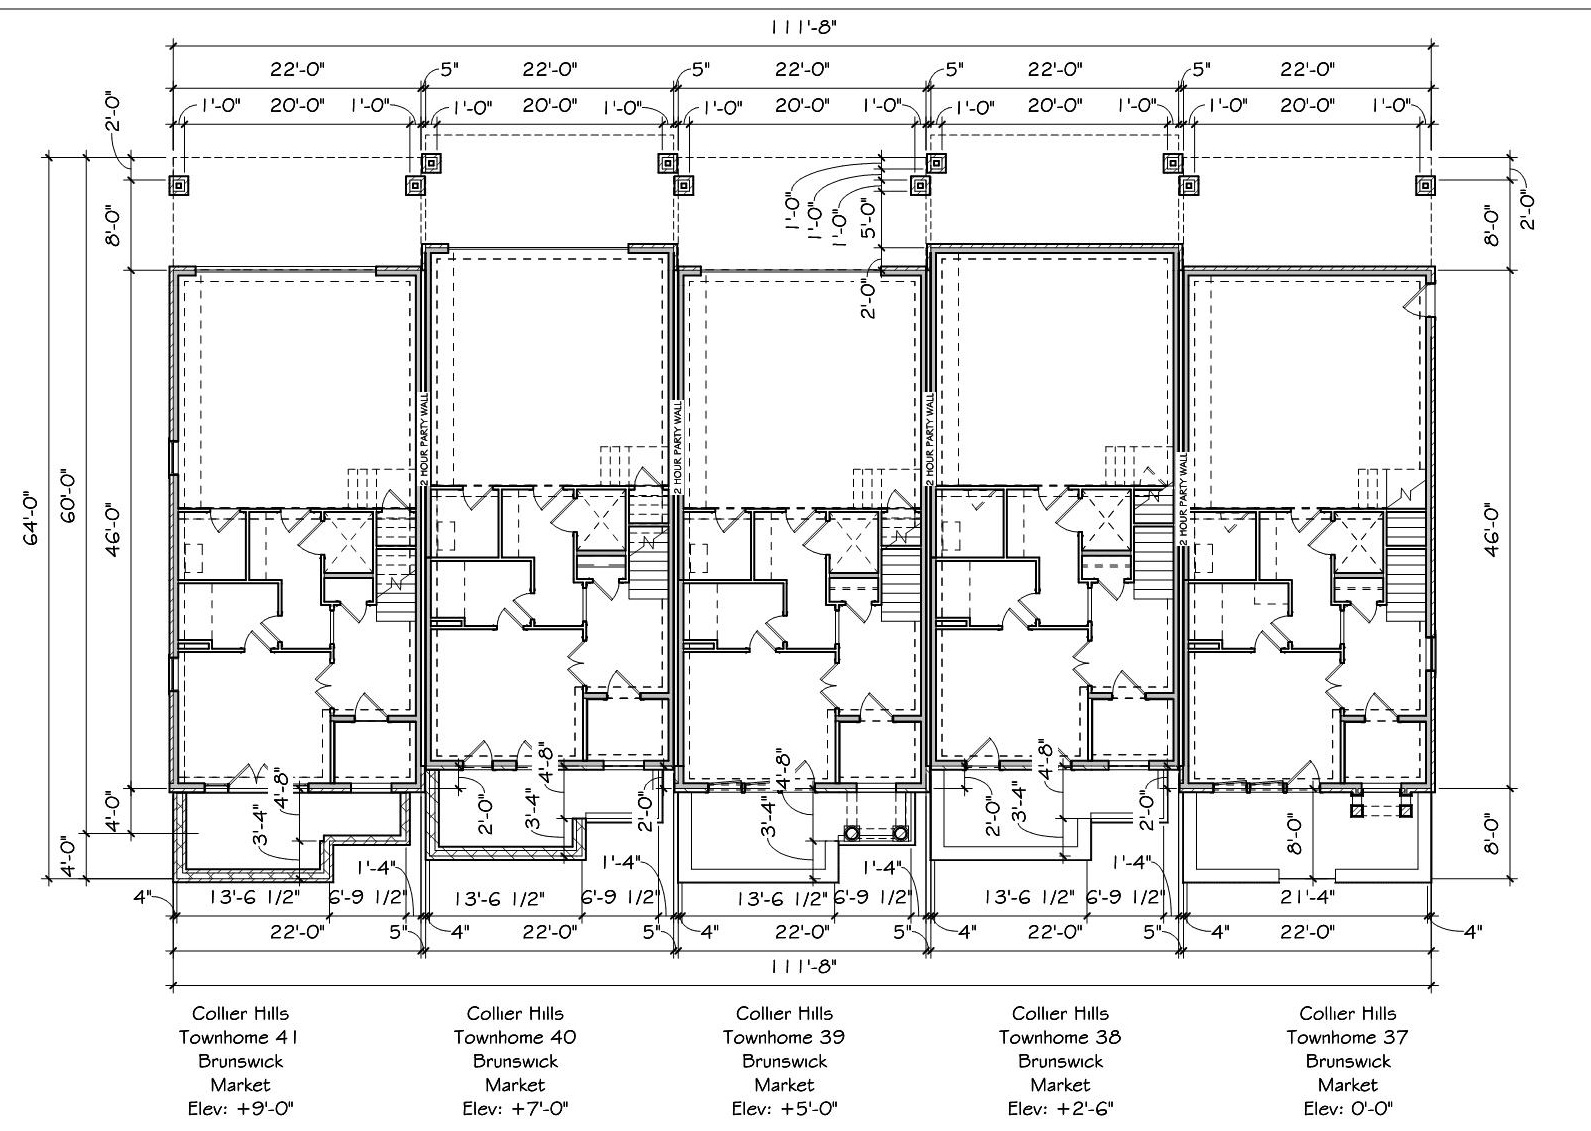 111'-8"
22'-0" 5" 22'-0" 5" 22'-0" 5" 22'-0" 5" 22'-0"
1'-0" 20'-0" 1'-0" 1'-0" 20'-0" 1'-0" 1'-0" 20'-0" 1'-0" 1'-0" 20'-0" 1'-0" 1'-0" 20'-0" 1'-0"
2'-0"
8'-0"
1'-0"
1'-0"
1'-0"
5'-0"
2'-0"
8'-0"
2'-0"
2 HOUR PARTY WALL
2 HOUR PARTY WALL
2 HOUR PARTY WALL
2 HOUR PARTY WALL
64'-0"
60'-0"
46'-0"
46'-0"
4'-0"
4'-0"
4'-8"
3'-4"
2'-0"
3'-4"
4'-8"
2'-0"
3'-4"
4'-8"
2'-0"
3'-4"
4'-8"
2'-0"
8'-0"
8'-0"
1'-4" 1'-4" 1'-4" 1'-4"
4" 13'-6 1/2" 6'-9 1/2" 13'-6 1/2" 6'-9 1/2" 13'-6 1/2" 6'-9 1/2" 13'-6 1/2" 6'-9 1/2" 21'-4"
22'-0" 5" 4" 22'-0" 5" 4" 22'-0" 5" 4" 22'-0" 5" 4" 22'-0" 4"
111'-8"
Collier Hills
Townhome 41
Brunswick
Market
Elev: +9'-0"
Collier Hills
Townhome 40
Brunswick
Market
Elev: +7'-0"
Collier Hills
Townhome 39
Brunswick
Market
Elev: +5'-0"
Collier Hills
Townhome 38
Brunswick
Market
Elev: +2'-6"
Collier Hills
Townhome 37
Brunswick
Market
Elev: 0'-0"